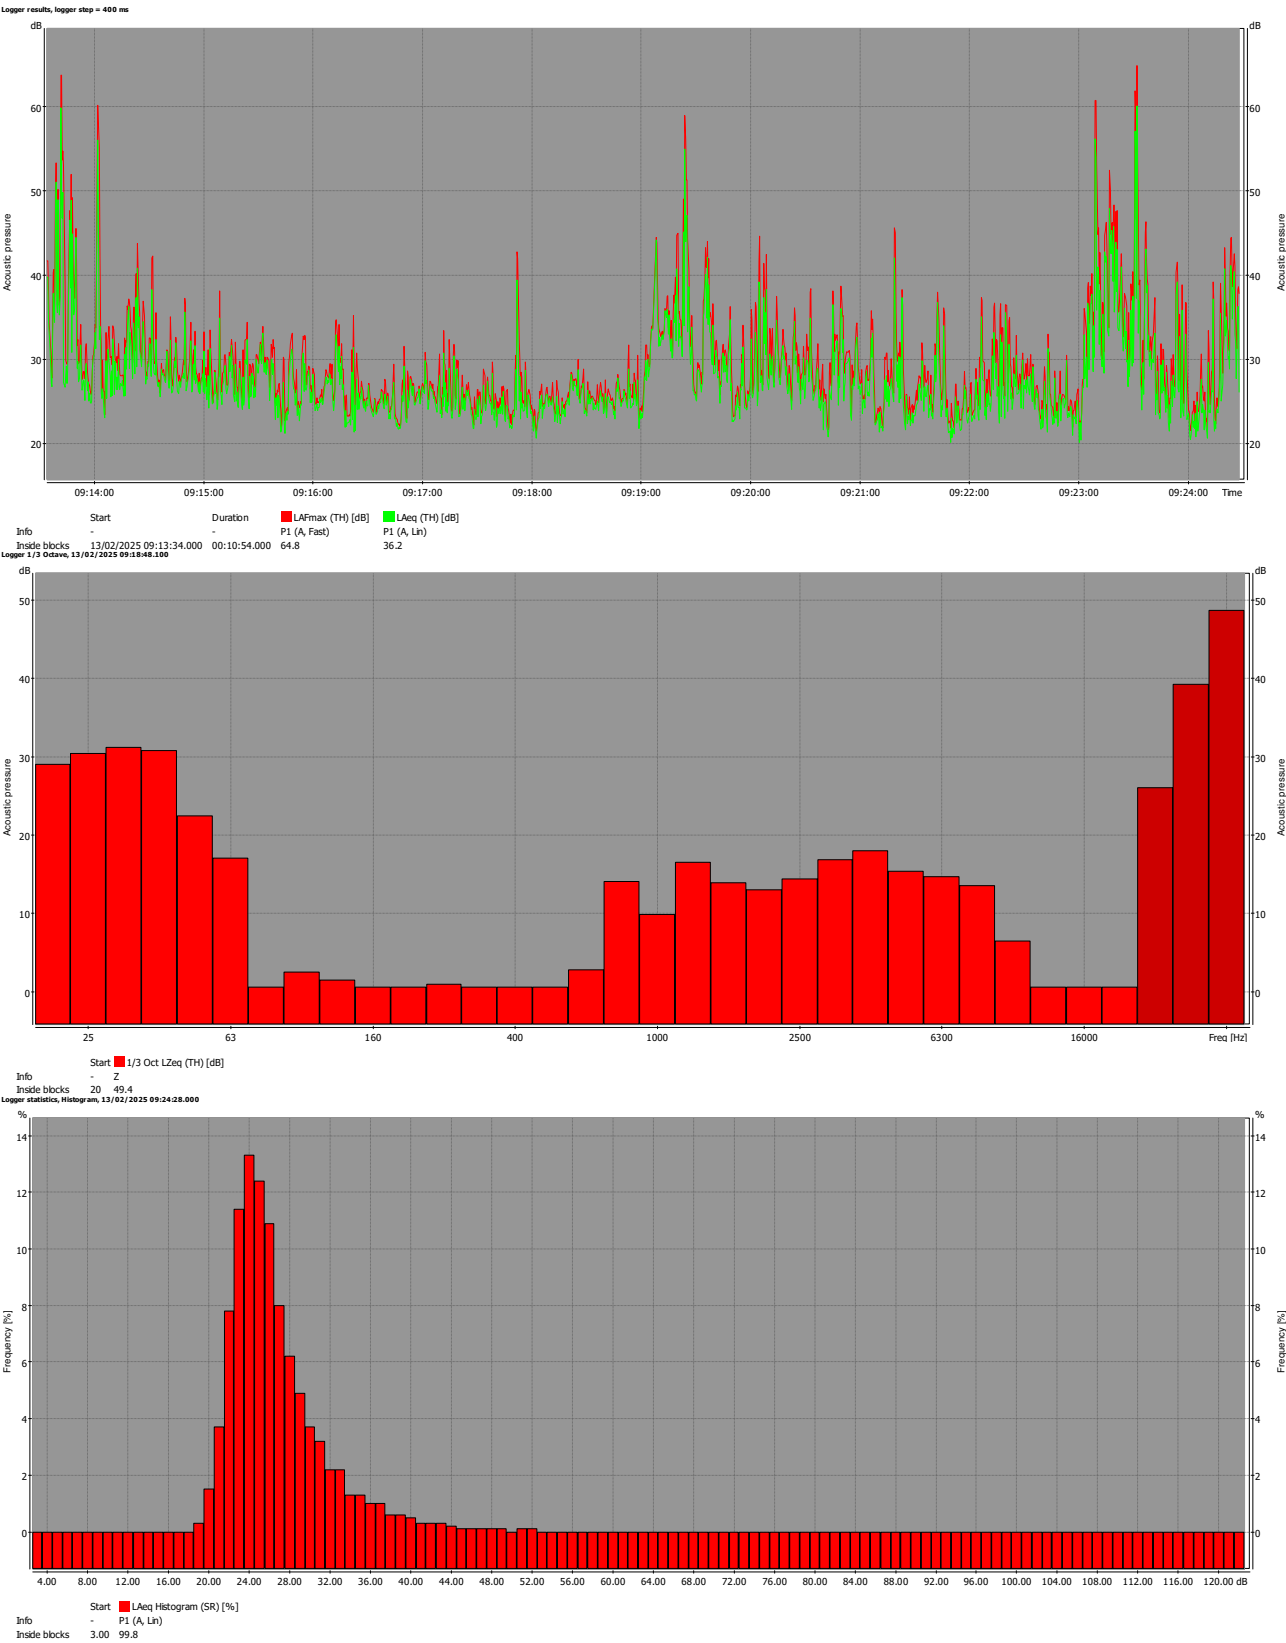 Logger results, logger step = 400 ms
dB dB
60 60
50 50
40 40
30 30
20 20
Acoustic pressure Acoustic pressure
09:14:00 09:15:00 09:16:00 09:17:00 09:18:00 09:19:00 09:20:00 09:21:00 09:22:00 09:23:00 09:24:00 Time
Start Duration LAFmax (TH) [dB] LAeq (TH) [dB]
Info - - P1 (A, Fast) P1 (A, Lin)
Inside blocks 13/02/2025 09:13:34.000 00:10:54.000 64.8 36.2
Logger 1/3 Octave, 13/02/2025 09:18:48.100
dB dB
50 50
40 40
30 30
20 20
10 10
0 0
Acoustic pressure Acoustic pressure
25 63 160 400 1000 2500 6300 16000 Freq [Hz]
Start 1/3 Oct LZeq (TH) [dB]
Info - Z
Inside blocks 20 49.4
Logger statistics, Histogram, 13/02/2025 09:24:28.000
% %
14 14
12 12
10 10
8 8
6 6
4 4
2 2
0 0
Frequency [%] Frequency [%]
4.00 8.00 12.00 16.00 20.00 24.00 28.00 32.00 36.00 40.00 44.00 48.00 52.00 56.00 60.00 64.00 68.00 72.00 76.00 80.00 84.00 88.00 92.00 96.00 100.00 104.00 108.00 112.00 116.00 120.00 dB
Start LAeq Histogram (SR) [%]
Info - P1 (A, Lin)
Inside blocks 3.00 99.8